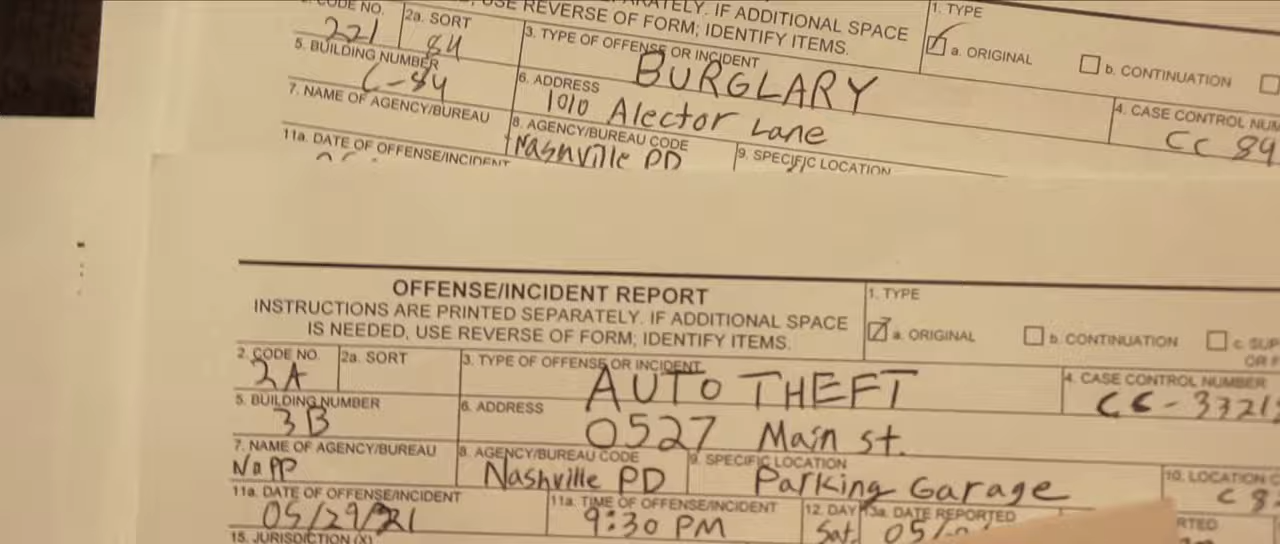 USE REVERSE OF FORM; IDENTIFY ITEMS.
IF ADDITIONAL SPACE
1. TYPE
a. ORIGINAL
b. CONTINUATION
CODE NO.
221
2a. SORT
84
3. TYPE OF OFFENSE OR INCIDENT
BURGLARY
4. CASE CONTROL
CC 89
5. BUILDING NUMBER
C-84
6. ADDRESS
1010 Alector Lane
7. NAME OF AGENCY/BUREAU
8. AGENCY/BUREAU CODE
Nashville PD
9. SPECIFIC LOCATION
11a. DATE OF OFFENSE/INCIDENT
OFFENSE/INCIDENT REPORT
INSTRUCTIONS ARE PRINTED SEPARATELY. IF ADDITIONAL SPACE
IS NEEDED, USE REVERSE OF FORM; IDENTIFY ITEMS.
1. TYPE
a. ORIGINAL
b. CONTINUATION
c. SUP
2. CODE NO.
2A
2a. SORT
3. TYPE OF OFFENSE OR INCIDENT
AUTO THEFT
4. CASE CONTROL NUMBER
CC-3321
5. BUILDING NUMBER
3B
6. ADDRESS
0527 Main st.
7. NAME OF AGENCY/BUREAU
NaPP
8. AGENCY/BUREAU CODE
Nashville PD
9. SPECIFIC LOCATION
Parking Garage
10. LOCATION
11a. DATE OF OFFENSE/INCIDENT
05/29/21
11a. TIME OF OFFENSE/INCIDENT
9:30 PM
12. DAY
Sat.
13a. DATE REPORTED
05/
15. JURISDICTION (X)